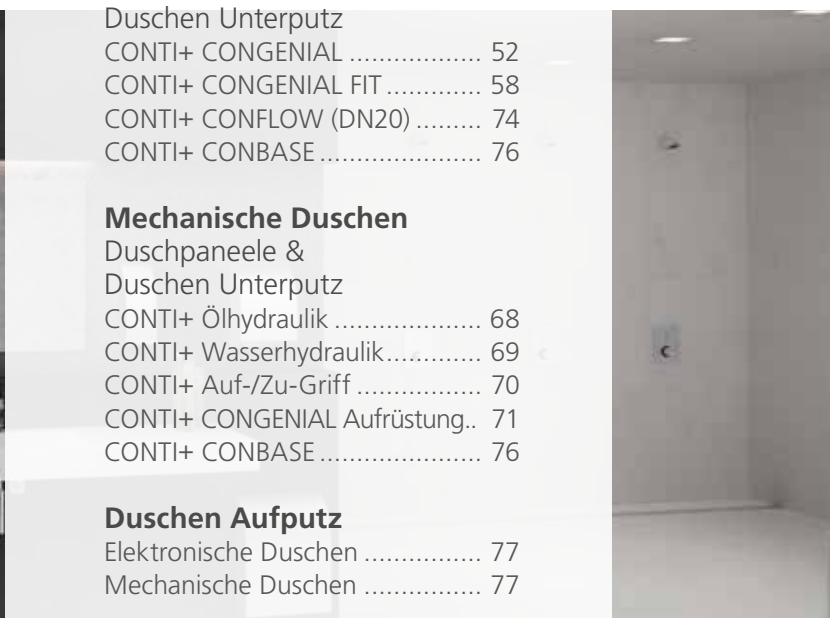 Duschen Unterputz
CONTI+ CONGENIAL .................. 52
CONTI+ CONGENIAL FIT ............. 58
CONTI+ CONFLOW (DN20) ......... 74
CONTI+ CONBASE ...................... 76
Mechanische Duschen
Duschpaneele &
Duschen Unterputz
CONTI+ Ölhydraulik .................... 68
CONTI+ Wasserhydraulik ............. 69
CONTI+ Auf-/Zu-Griff ................. 70
CONTI+ CONGENIAL Aufrüstung.. 71
CONTI+ CONBASE ...................... 76
Duschen Aufputz
Elektronische Duschen ................ 77
Mechanische Duschen ................ 77